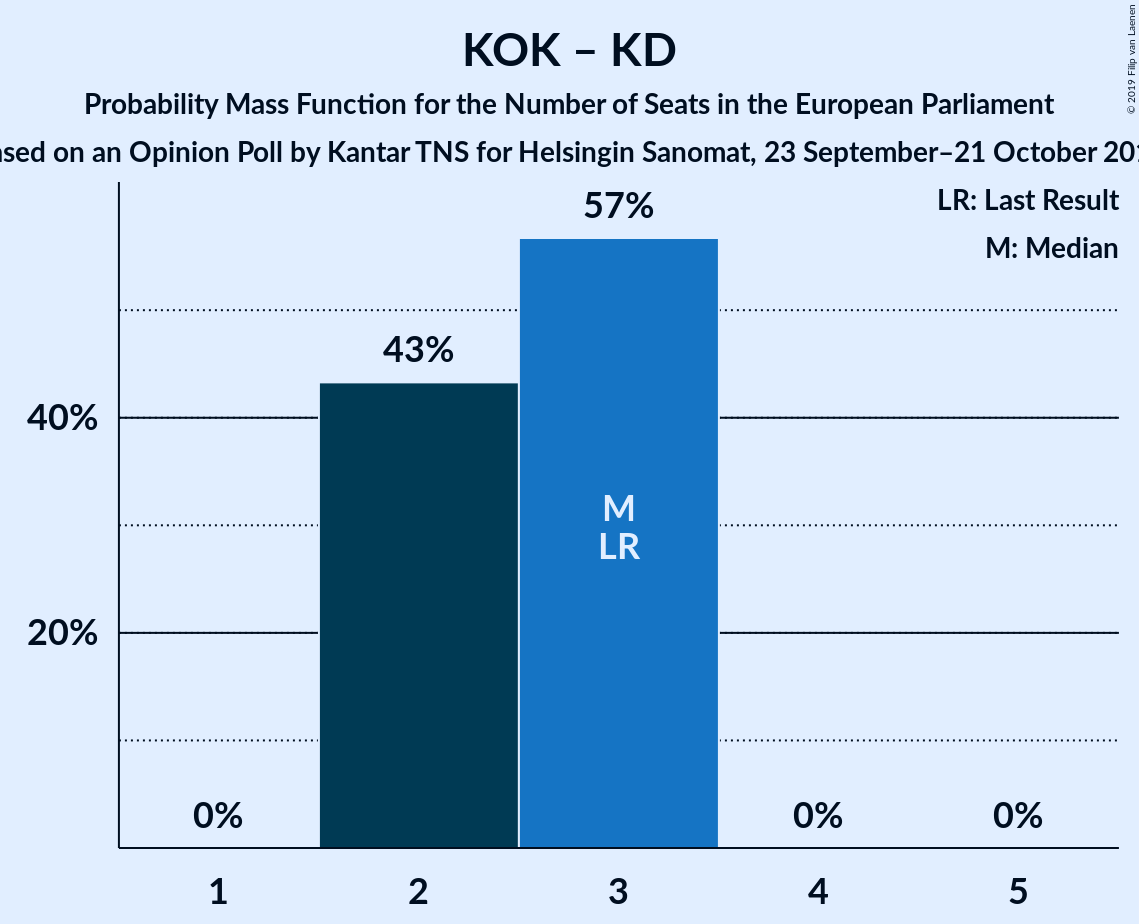 KOK – KD
Probability Mass Function for the Number of Seats in the European Parliament
on an Opinion Poll by Kantar TNS for Helsingin Sanomat, 23 September–21 October
© 2019 Filip van Laenen
LR: Last Result
M: Median
57%
43%
40%
M
LR
20%
0%
0%
0%
1
2
3
4
5